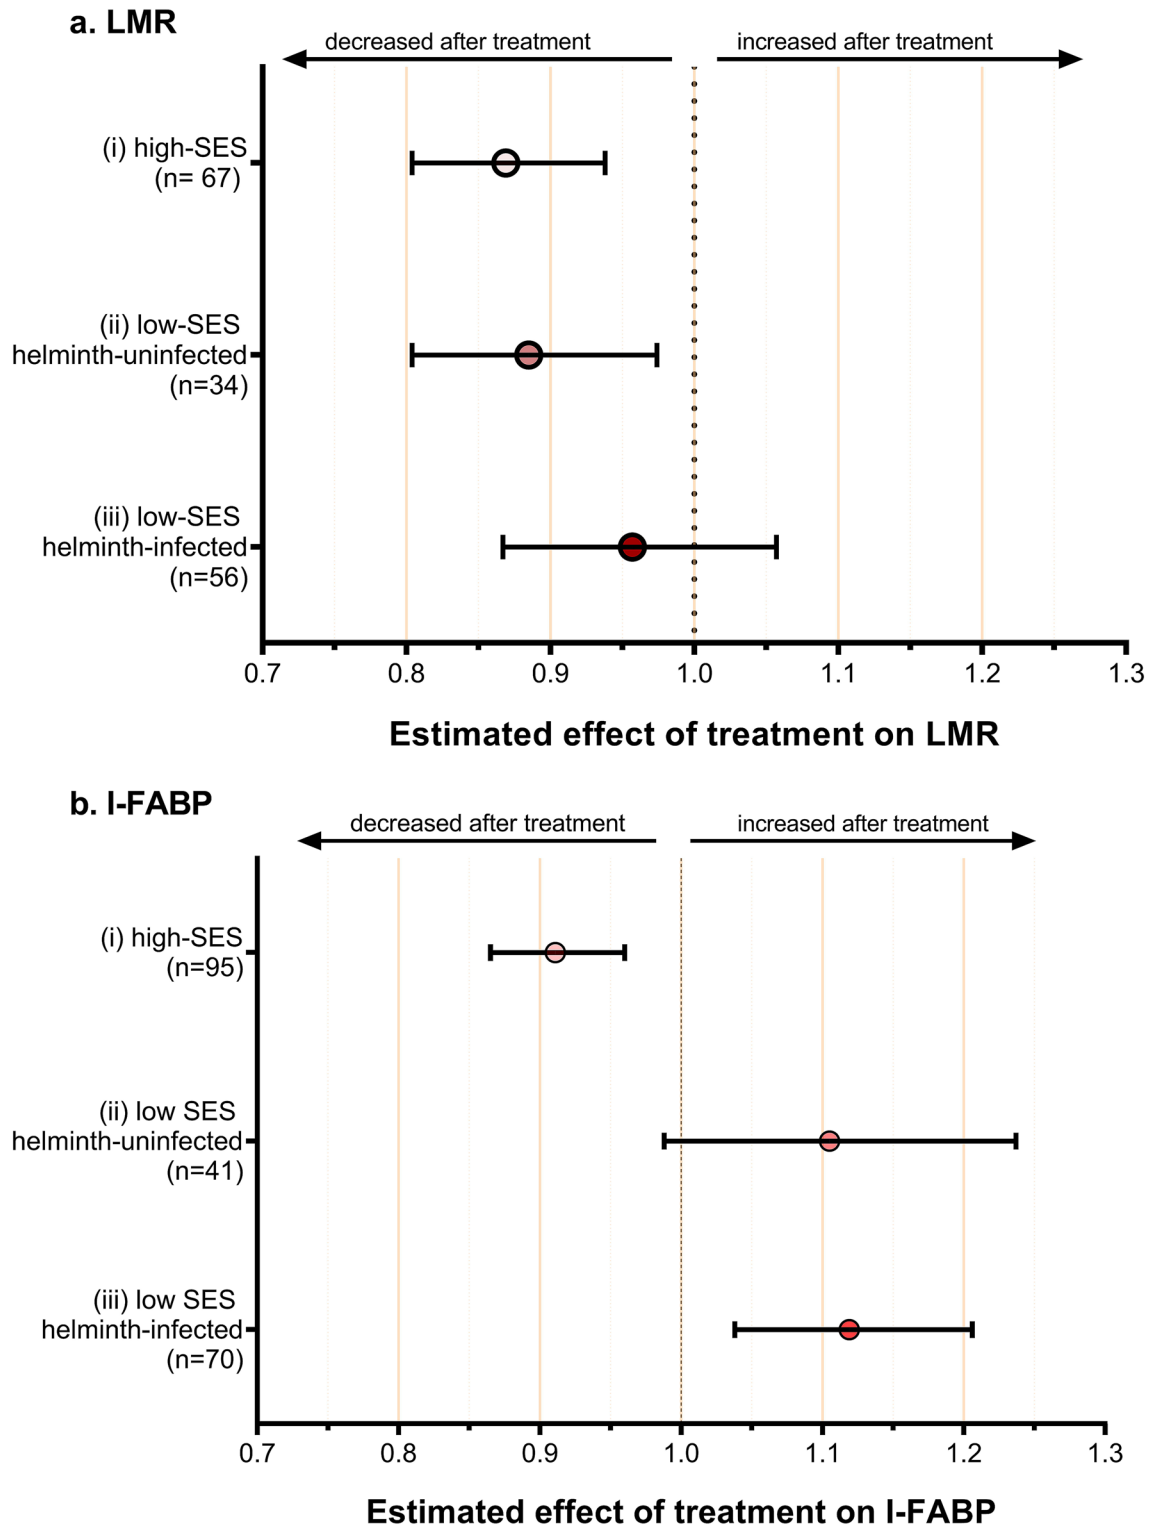 a. LMR
decreased after treatment
increased after treatment
(i) high-SES
(n= 67)
(ii) low-SES
helminth-uninfected
(n=34)
(iii) low-SES
helminth-infected
(n=56)
0.7
0.8
0.9
1.0
1.1
1.2
1.3
Estimated effect of treatment on LMR
b. I-FABP
decreased after treatment
increased after treatment
(i) high-SES
(n=95)
(ii) low SES
helminth-uninfected
(n=41)
(iii) low SES
helminth-infected
(n=70)
0.7
0.8
0.9
1.0
1.1
1.2
1.3
Estimated effect of treatment on I-FABP